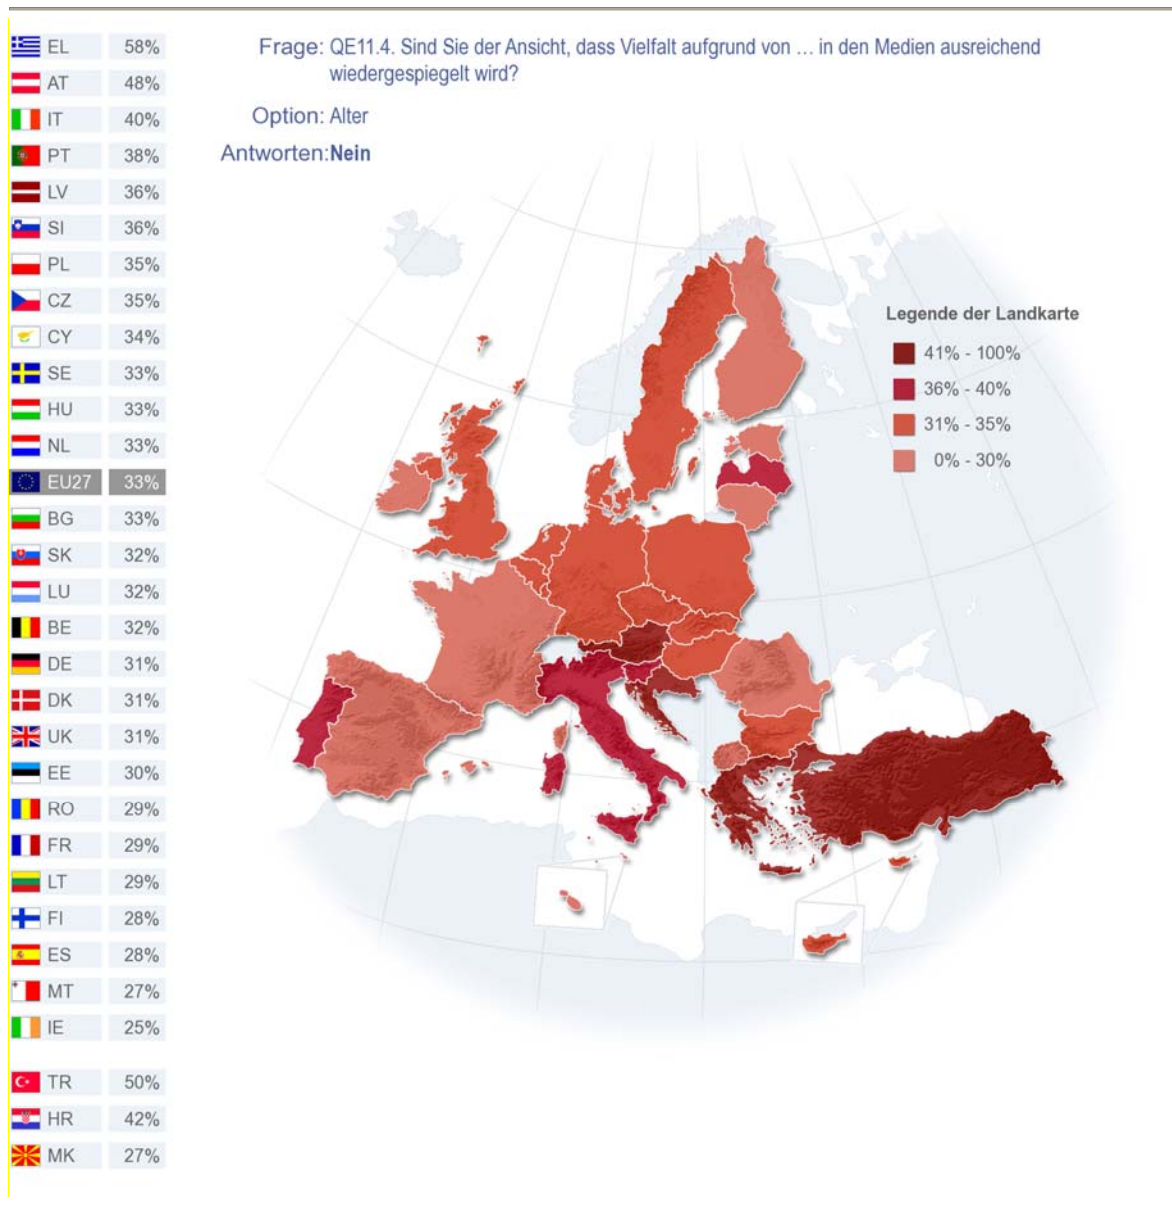 Frage: QE11.4. Sind Sie der Ansicht, dass Vielfalt aufgrund von … in den Medien ausreichend
wiedergespiegelt wird?
Option: Alter
Antworten:Nein
EL 58%
AT 48%
IT 40%
PT 38%
LV 36%
SI 36%
PL 35%
CZ 35%
CY 34%
SE 33%
HU 33%
NL 33%
EU27 33%
BG 33%
SK 32%
LU 32%
BE 32%
DE 31%
DK 31%
UK 31%
EE 30%
RO 29%
FR 29%
LT 29%
FI 28%
ES 28%
MT 27%
IE 25%
TR 50%
HR 42%
MK 27%
Legende der Landkarte
41% - 100%
36% - 40%
31% - 35%
0% - 30%